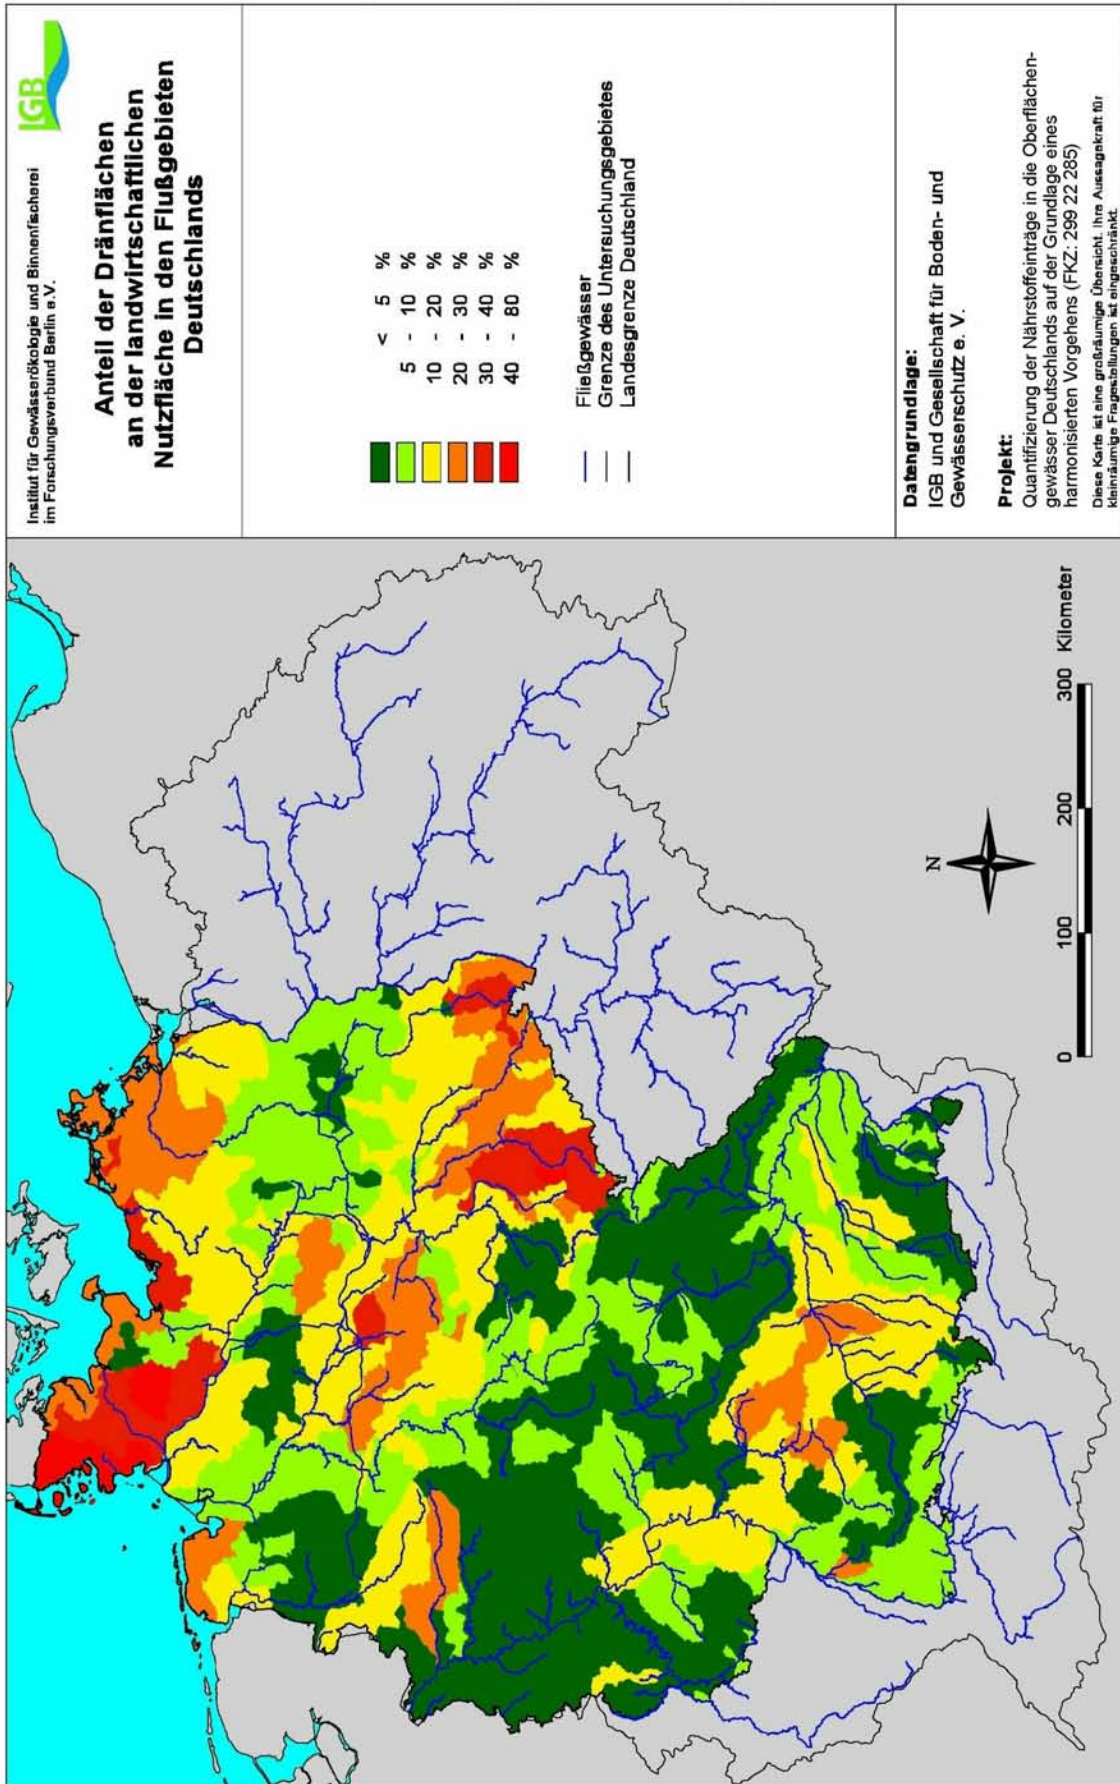 Institut für Gewässerökologie und Binnenfischerei
im Forschungsverbund Berlin e.V.
IGB
Anteil der Dränflächen
an der landwirtschaftlichen
Nutzfläche in den Flußgebieten
Deutschlands
< 5 %
5 - 10 %
10 - 20 %
20 - 30 %
30 - 40 %
40 - 80 %
Fließgewässer
Grenze des Untersuchungsgebietes
Landesgrenze Deutschland
Datengrundlage:
IGB und Gesellschaft für Boden- und
Gewässerschutz e. V.
Projekt:
Quantifizierung der Nährstoffeinträge in die Oberflächen-
gewässer Deutschlands auf der Grundlage eines
harmonisierten Vorgehens (FKZ: 299 22 285)
Diese Karte ist eine großräumige Übersicht. Ihre Aussagekraft für
kleinräumige Fragestellungen ist eingeschränkt.
N
0 100 200 300 Kilometer